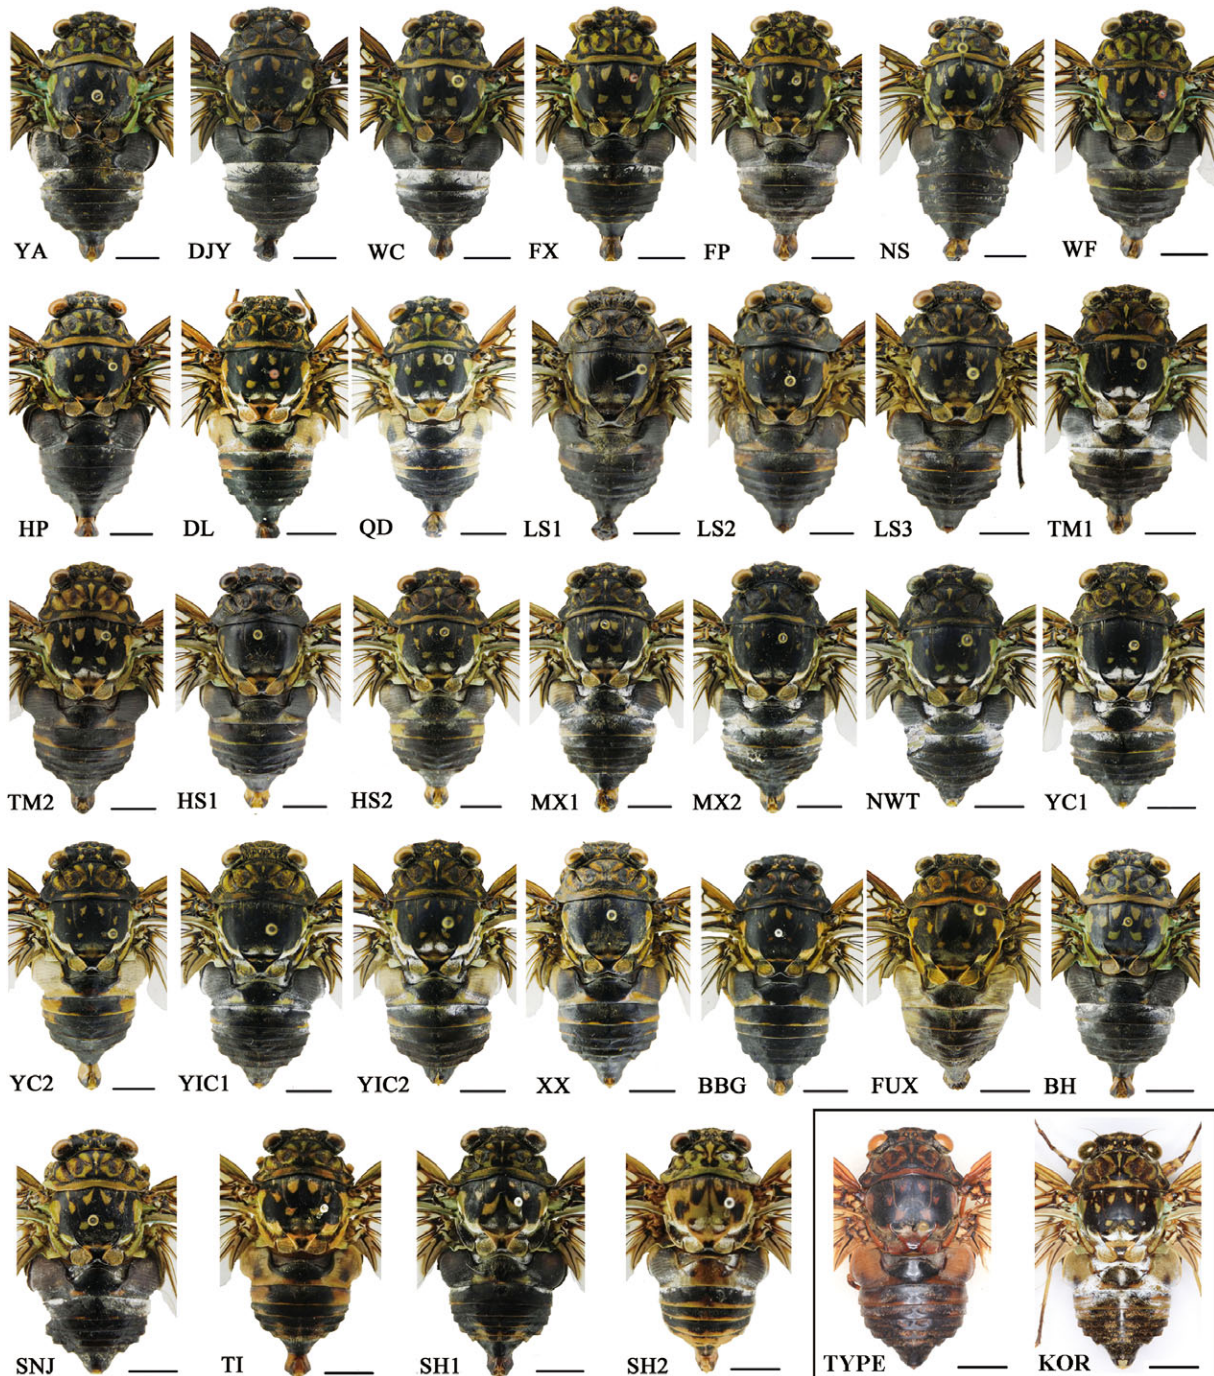 YA DJY WC FX FP NS WF
HP DL QD LS1 LS2 LS3 TM1
TM2 HS1 HS2 MX1 MX2 NWT YC1
YC2 YIC1 YIC2 XX BBG FUX BH
SNJ TI SH1 SH2 TYPE KOR